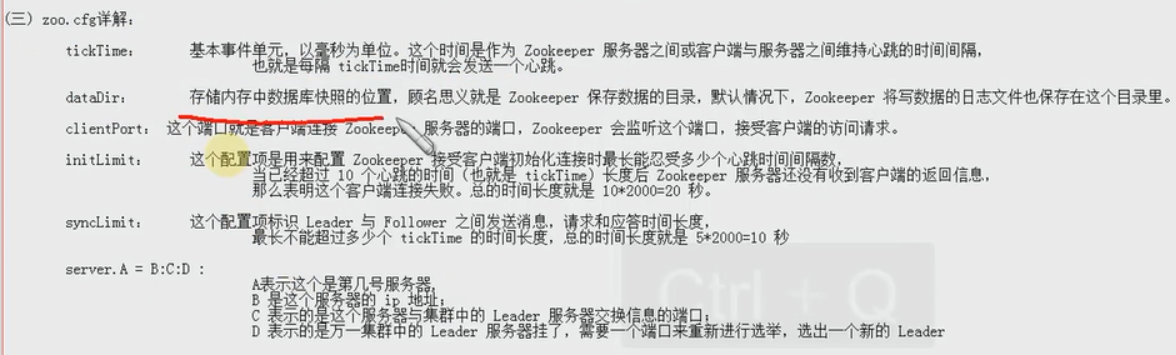 (三) zoo.cfg详解：
tickTime： 基本事件单元，以毫秒为单位。这个时间是作为 Zookeeper 服务器之间或客户端与服务器之间维持心跳的时间间隔，
也就是每隔 tickTime时间就会发送一个心跳。
dataDir： 存储内存中数据库快照的位置，顾名思义就是 Zookeeper 保存数据的目录，默认情况下，Zookeeper 将写数据的日志文件也保存在这个目录里。
clientPort： 这个端口就是客户端连接 Zookeeper 服务器的端口，Zookeeper 会监听这个端口，接受客户端的访问请求。
initLimit： 这个配置项是用来配置 Zookeeper 接受客户端初始化连接时最长能忍受多少个心跳时间间隔数，
当已经超过 10 个心跳的时间（也就是 tickTime）长度后 Zookeeper 服务器还没有收到客户端的返回信息，
那么表明这个客户端连接失败。总的时间长度就是 10*2000=20 秒。
syncLimit： 这个配置项标识 Leader 与 Follower 之间发送消息，请求和应答时间长度，
最长不能超过多少个 tickTime 的时间长度，总的时间长度就是 5*2000=10 秒
server.A = B:C:D :
A表示这个是第几号服务器，
B 是这个服务器的 ip 地址；
C 表示的是这个服务器与集群中的 Leader 服务器交换信息的端口；
D 表示的是万一集群中的 Leader 服务器挂了，需要一个端口来重新进行选举，选出一个新的 Leader
Ctrl + Q